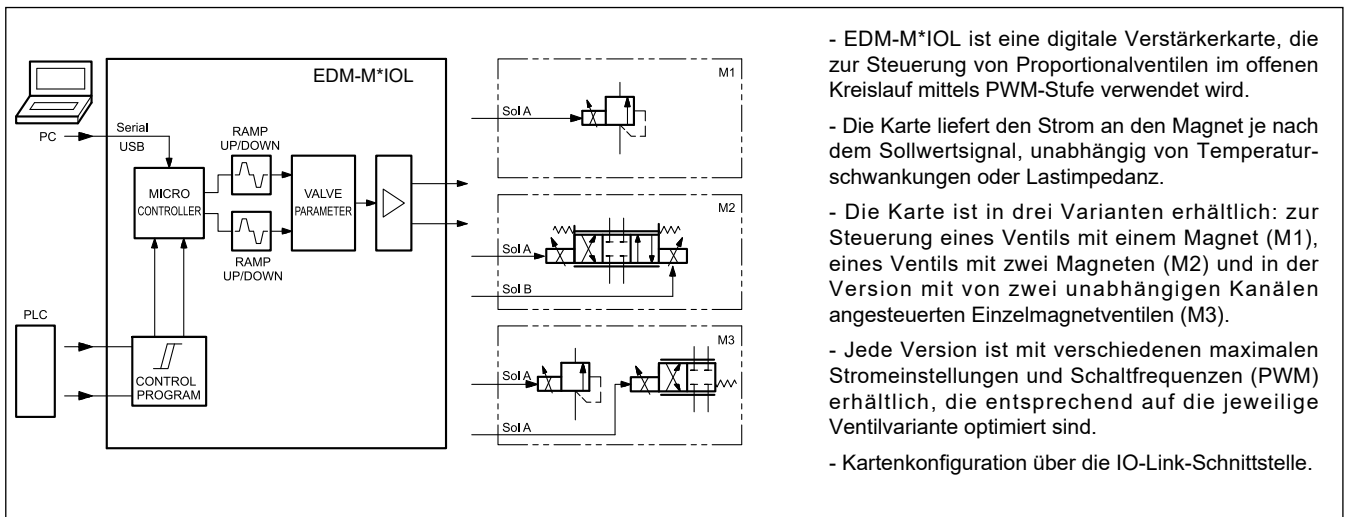 EDM-M*IOL
PC
Serial
USB
RAMP
UP/DOWN
MICRO
CONTROLLER
VALVE
PARAMETER
RAMP
UP/DOWN
PLC
CONTROL
PROGRAM
M1
Sol A
M2
Sol A
Sol B
M3
Sol A
Sol A
- EDM-M*IOL ist eine digitale Verstärkerkarte, die
zur Steuerung von Proportionalventilen im offenen
Kreislauf mittels PWM-Stufe verwendet wird.
- Die Karte liefert den Strom an den Magnet je nach
dem Sollwertsignal, unabhängig von Temperatur-
schwankungen oder Lastimpedanz.
- Die Karte ist in drei Varianten erhältlich: zur
Steuerung eines Ventils mit einem Magnet (M1),
eines Ventils mit zwei Magneten (M2) und in der
Version mit von zwei unabhängigen Kanälen
angesteuerten Einzelmagnetventilen (M3).
- Jede Version ist mit verschiedenen maximalen
Stromeinstellungen und Schaltfrequenzen (PWM)
erhältlich, die entsprechend auf die jeweilige
Ventilvariante optimiert sind.
- Kartenkonfiguration über die IO-Link-Schnittstelle.